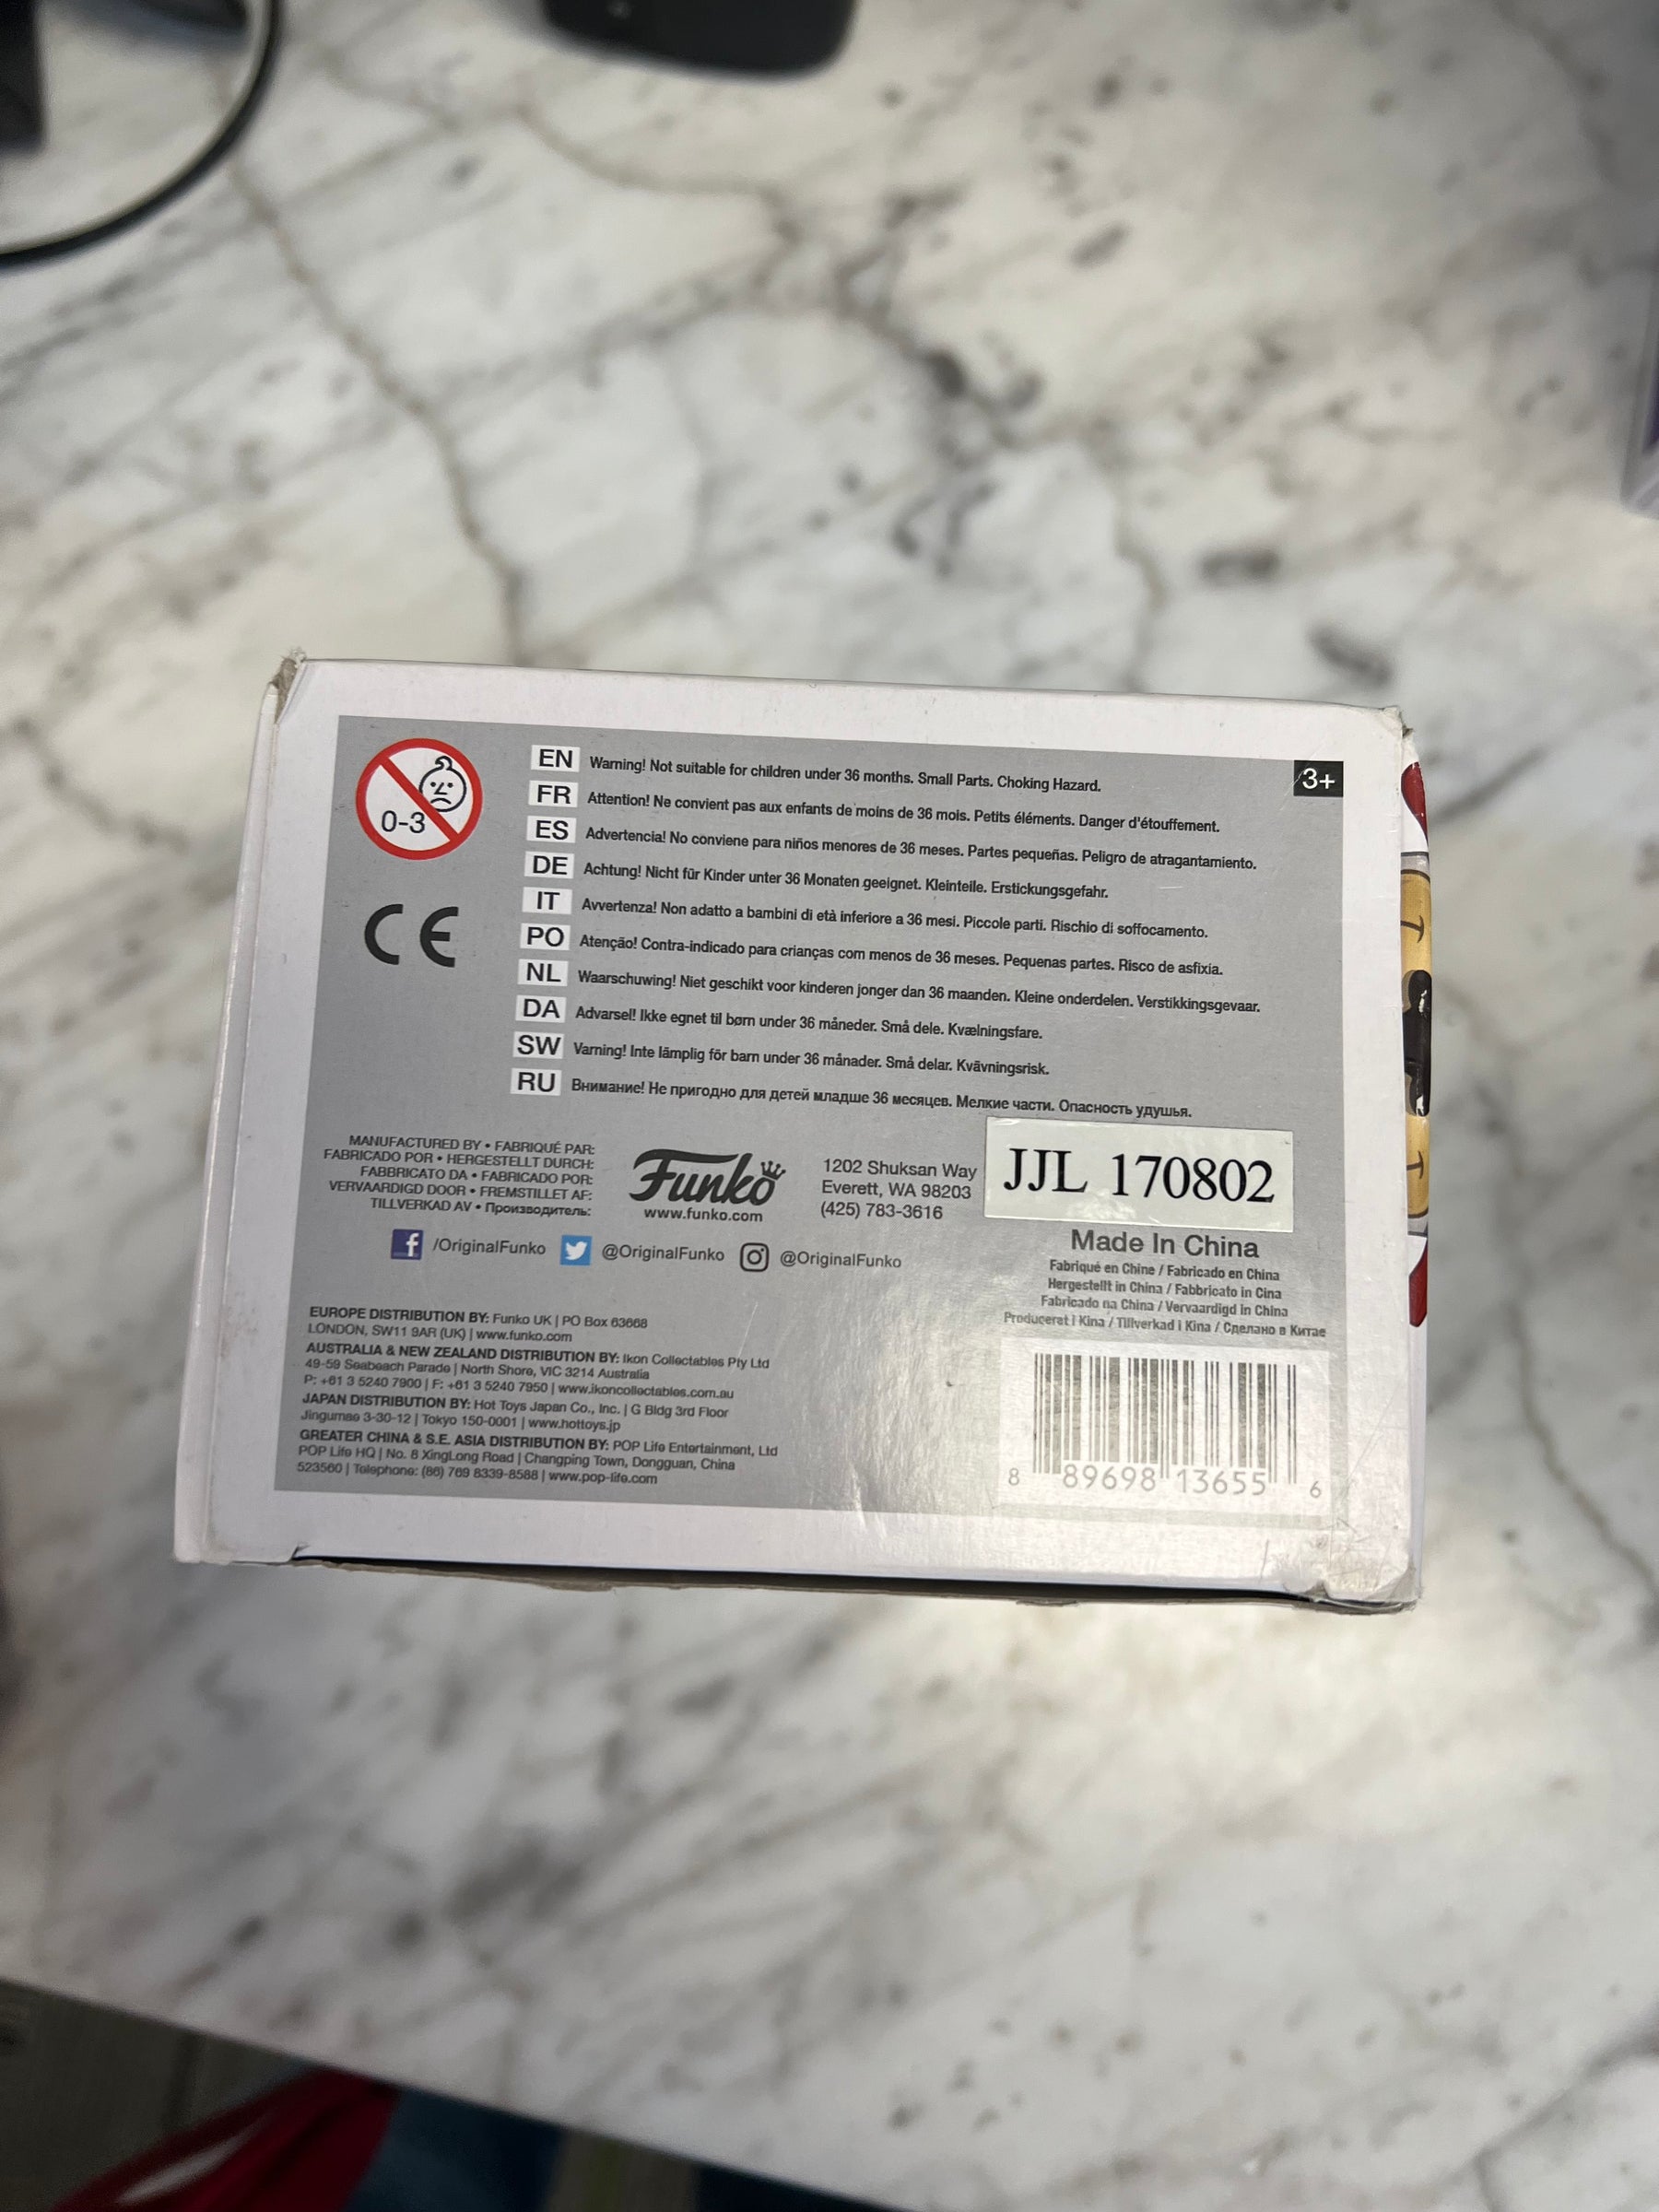 0-3
CE
EN Warning! Not suitable for children under 36 months. Small Parts. Choking Hazard.
3+
FR Attention! Ne convient pas aux enfants de moins de 36 mois. Petits éléments. Danger d'étouffement.
ES Advertencia! No conviene para niños menores de 36 meses. Partes pequeñas. Peligro de atragantamiento.
DE Achtung! Nicht für Kinder unter 36 Monaten geeignet. Kleinteile. Erstickungsgefahr.
IT Avvertenza! Non adatto a bambini di età inferiore a 36 mesi. Piccole parti. Rischio di soffocamento.
PO Atenção! Contra-indicado para crianças com menos de 36 meses. Pequenas partes. Risco de asfixia.
NL Waarschuwing! Niet geschikt voor kinderen jonger dan 36 maanden. Kleine onderdelen. Verstikkingsgevaar.
DA Advarsel! Ikke egnet til børn under 36 måneder. Små dele. Kvælningsfare.
SW Varning! Inte lämplig för barn under 36 månader. Små delar. Kvävningsrisk.
RU Внимание! Не пригодно для детей младше 36 месяцев. Мелкие части. Опасность удушья.
MANUFACTURED BY • FABRIQUÉ PAR:
FABRICADO POR • HERGESTELLT DURCH:
FABBRICATO DA • FABRICADO POR:
VERVAARDIGD DOOR • FREMSTILLET AF:
TILLVERKAD AV • Производитель:
Funko
www.funko.com
1202 Shuksan Way
Everett, WA 98203
(425) 783-3616
JJL 170802
/OriginalFunko @OriginalFunko @OriginalFunko
Made In China
Fabriqué en Chine / Fabricado en China
Hergestellt in China / Fabbricato in Cina
Fabricado na China / Vervaardigd in China
Produceret i Kina / Tillverkad i Kina / Сделано в Китае
EUROPE DISTRIBUTION BY: Funko UK | PO Box 63668
LONDON, SW11 9AR (UK) | www.funko.com
AUSTRALIA & NEW ZEALAND DISTRIBUTION BY: Ikon Collectables Pty Ltd
49-59 Seabeach Parade | North Shore, VIC 3214 Australia
P: +61 3 5240 7900 | F: +61 3 5240 7950 | www.ikoncollectables.com.au
JAPAN DISTRIBUTION BY: Hot Toys Japan Co., Inc. | G Bldg 3rd Floor
Jingumae 3-30-12 | Tokyo 150-0001 | www.hottoys.jp
GREATER CHINA & S.E. ASIA DISTRIBUTION BY: POP Life Entertainment, Ltd
POP Life HQ | No. 8 XingLong Road | Changping Town, Dongguan, China
523560 | Telephone: (86) 769 8339-8588 | www.pop-life.com
8 89698 13655 6